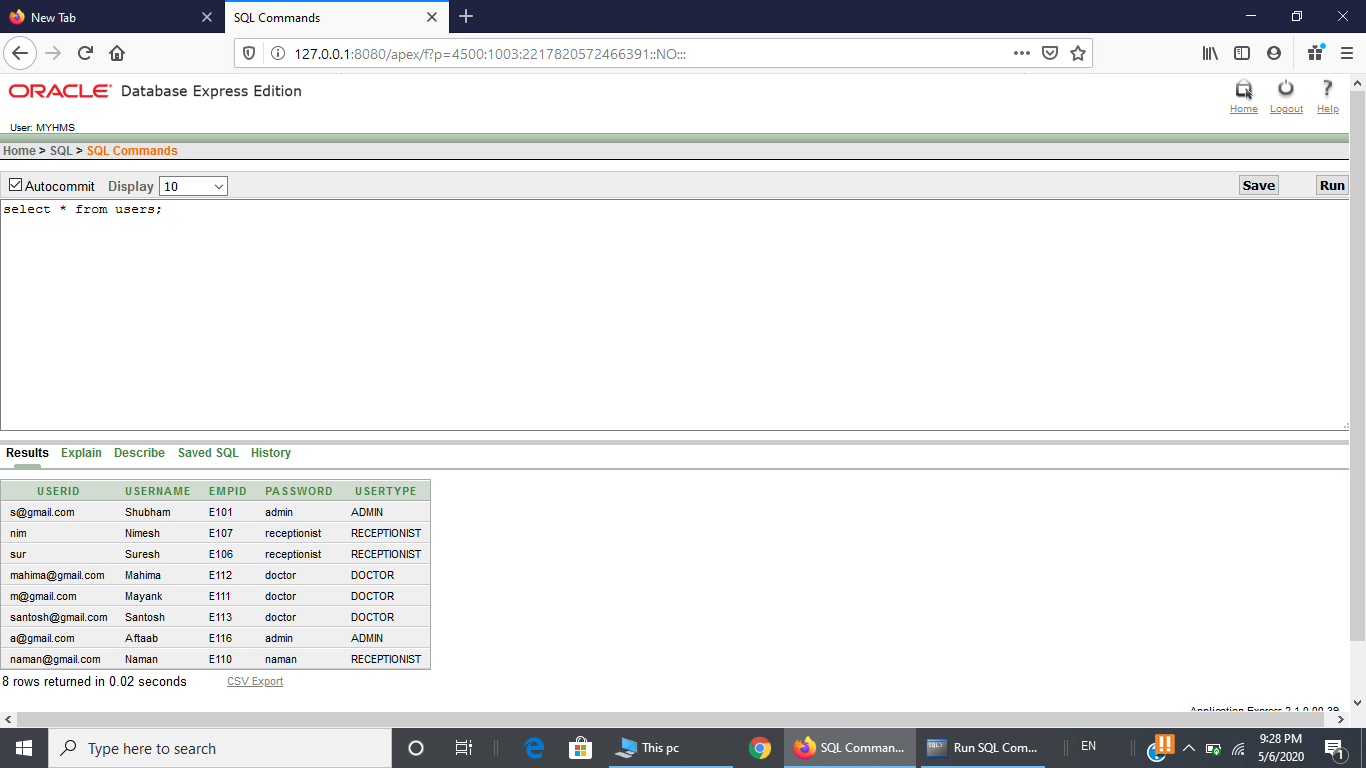 New Tab
SQL Commands
127.0.0.1:8080/apex/f?p=4500:1003:2217820572466391::NO:::
ORACLE Database Express Edition
Home Logout Help
User: MYHMS
Home > SQL > SQL Commands
Autocommit Display 10 Save Run
select * from users;
Results Explain Describe Saved SQL History
USERID USERNAME EMPID PASSWORD USERTYPE
s@gmail.com Shubham E101 admin ADMIN
nim Nimesh E107 receptionist RECEPTIONIST
sur Suresh E106 receptionist RECEPTIONIST
mahima@gmail.com Mahima E112 doctor DOCTOR
m@gmail.com Mayank E111 doctor DOCTOR
santosh@gmail.com Santosh E113 doctor DOCTOR
a@gmail.com Aftaab E116 admin ADMIN
naman@gmail.com Naman E110 naman RECEPTIONIST
8 rows returned in 0.02 seconds CSV Export
Application Express 2.1.0.00.39
Type here to search This pc SQL Comman... Run SQL Com... EN 9:28 PM
5/6/2020 1